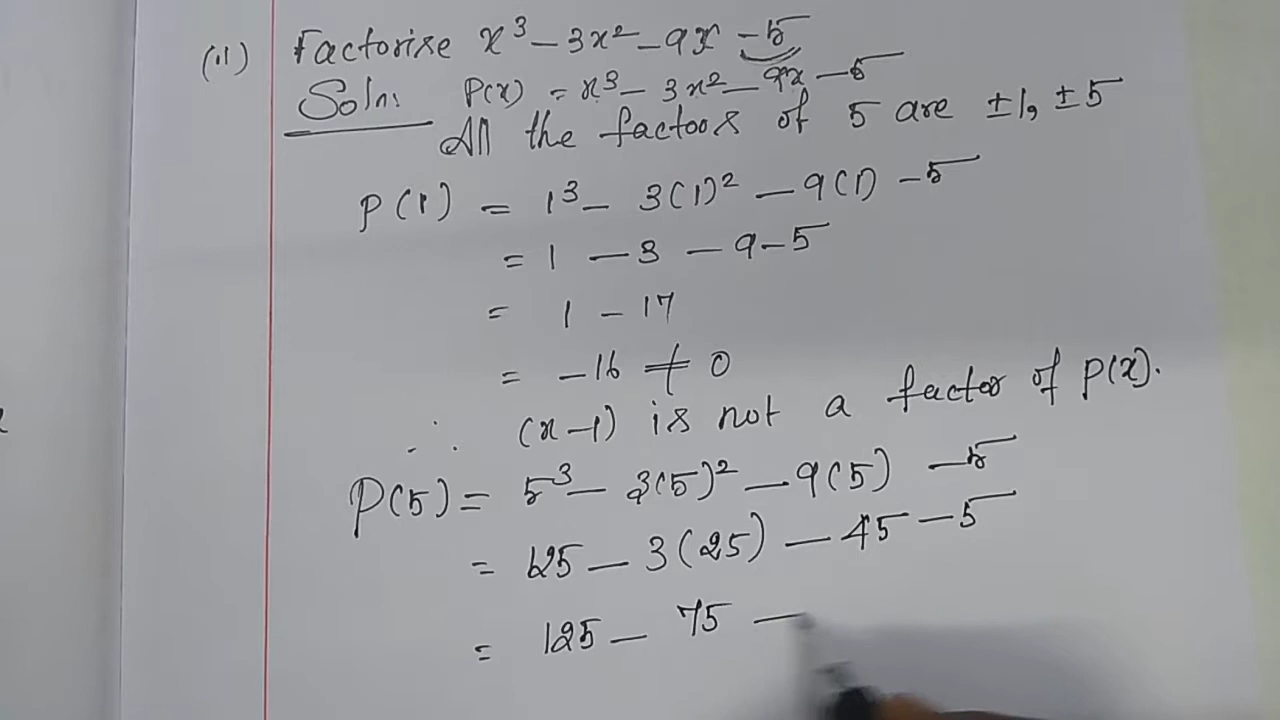 (ii) Factorise x³ – 3x² – 9x – 5
Soln: P(x) = x³ – 3x² – 9x – 5
All the factors of 5 are ±1, ±5
P(1) = 1³ – 3(1)² – 9(1) – 5
= 1 – 3 – 9 – 5
= 1 – 17
= –16 ≠ 0
∴ (x–1) is not a factor of P(x).
P(5) = 5³ – 3(5)² – 9(5) – 5
= 125 – 3(25) – 45 – 5
= 125 – 75 –